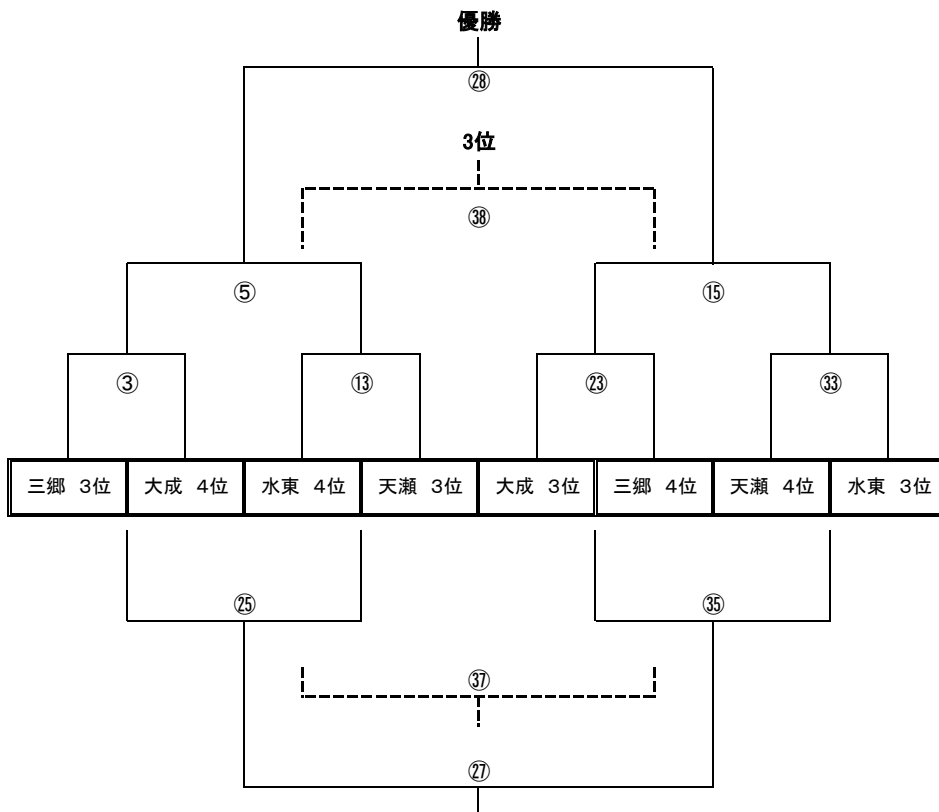 優勝
㉘
3位
㊳
⑤ ⑮
③ ⑬ ㉓ ㉝
三郷 3位 大成 4位 水東 4位 天瀬 3位 大成 3位 三郷 4位 天瀬 4位 水東 3位
㉕ ㉟
㊲
㉗